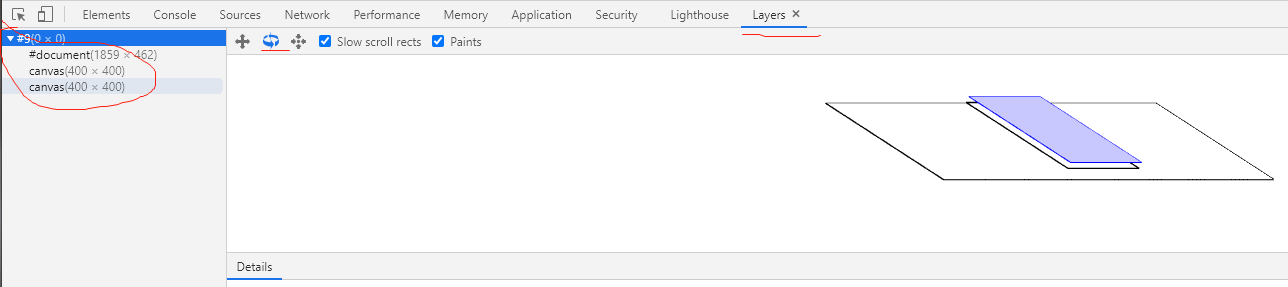 Elements Console Sources Network Performance Memory Application Security Lighthouse Layers ×
#9(0 × 0)
#document(1859 × 462)
canvas(400 × 400)
canvas(400 × 400)
Slow scroll rects Paints
Details